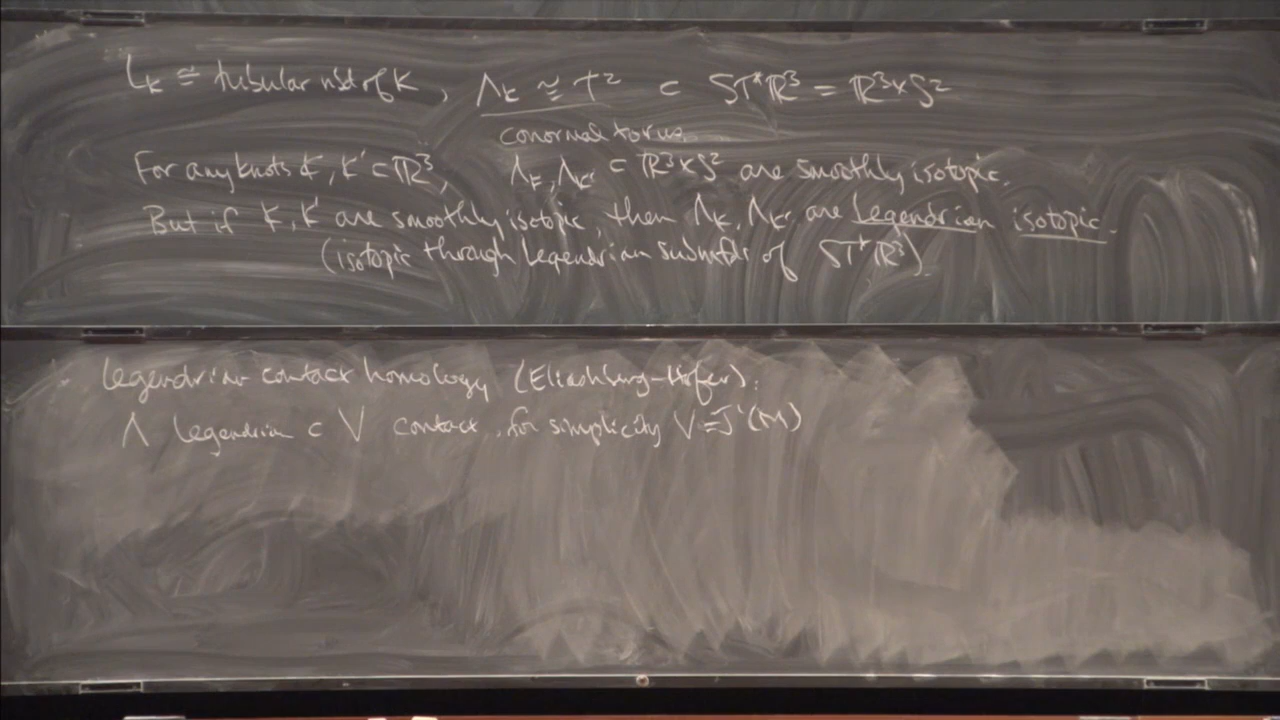 L_K ≅ tubular nbd of K, Λ_K ≅ T² ⊂ ST*ℝ³ = ℝ³×S²
conormal torus.
For any knots K, K' ⊂ ℝ³, Λ_K, Λ_K' ⊂ ℝ³×S² are smoothly isotopic.
But if K, K' are smoothly isotopic, then Λ_K, Λ_K' are Legendrian isotopic.
(isotopic through Legendrian submfds of ST*ℝ³).
Legendrian contact homology (Eliashberg-Hofer):
Λ Legendrian ⊂ V contact, for simplicity V = J¹(M)